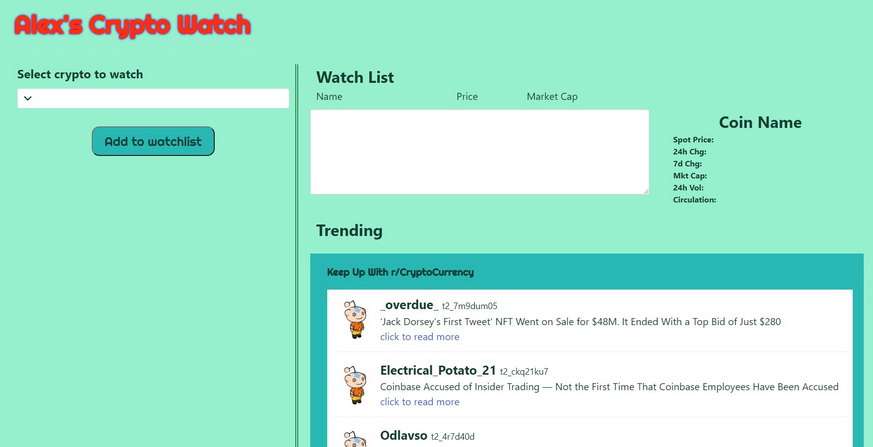 Alex's Crypto Watch
Select crypto to watch
Add to watchlist
Watch List
Name Price Market Cap
Coin Name
Spot Price:
24h Chg:
7d Chg:
Mkt Cap:
24h Vol:
Circulation:
Trending
Keep Up With r/CryptoCurrency
_overdue_ t2_7m9dum05
'Jack Dorsey's First Tweet' NFT Went on Sale for $48M. It Ended With a Top Bid of Just $280
click to read more
Electrical_Potato_21 t2_ckq21ku7
Coinbase Accused of Insider Trading — Not the First Time That Coinbase Employees Have Been Accused
click to read more
Odlavso t2_4r7d40d